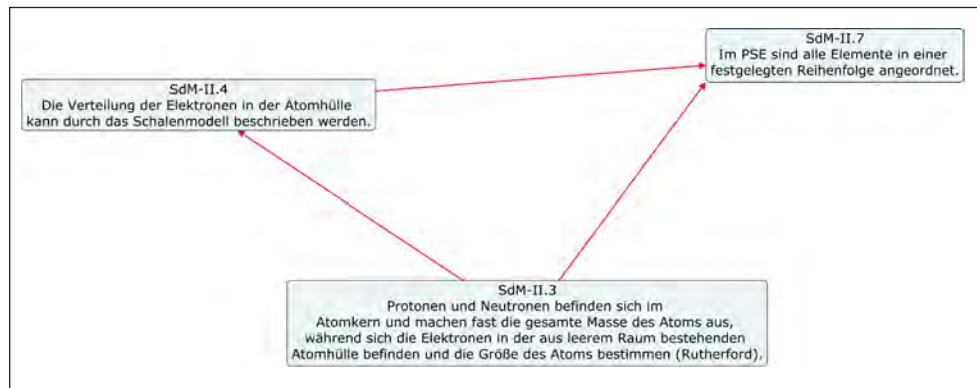 SdM-II.7
Im PSE sind alle Elemente in einer
festgelegten Reihenfolge angeordnet.
SdM-II.4
Die Verteilung der Elektronen in der Atomhülle
kann durch das Schalenmodell beschrieben werden.
SdM-II.3
Protonen und Neutronen befinden sich im
Atomkern und machen fast die gesamte Masse des Atoms aus,
während sich die Elektronen in der aus leerem Raum bestehenden
Atomhülle befinden und die Größe des Atoms bestimmen (Rutherford).